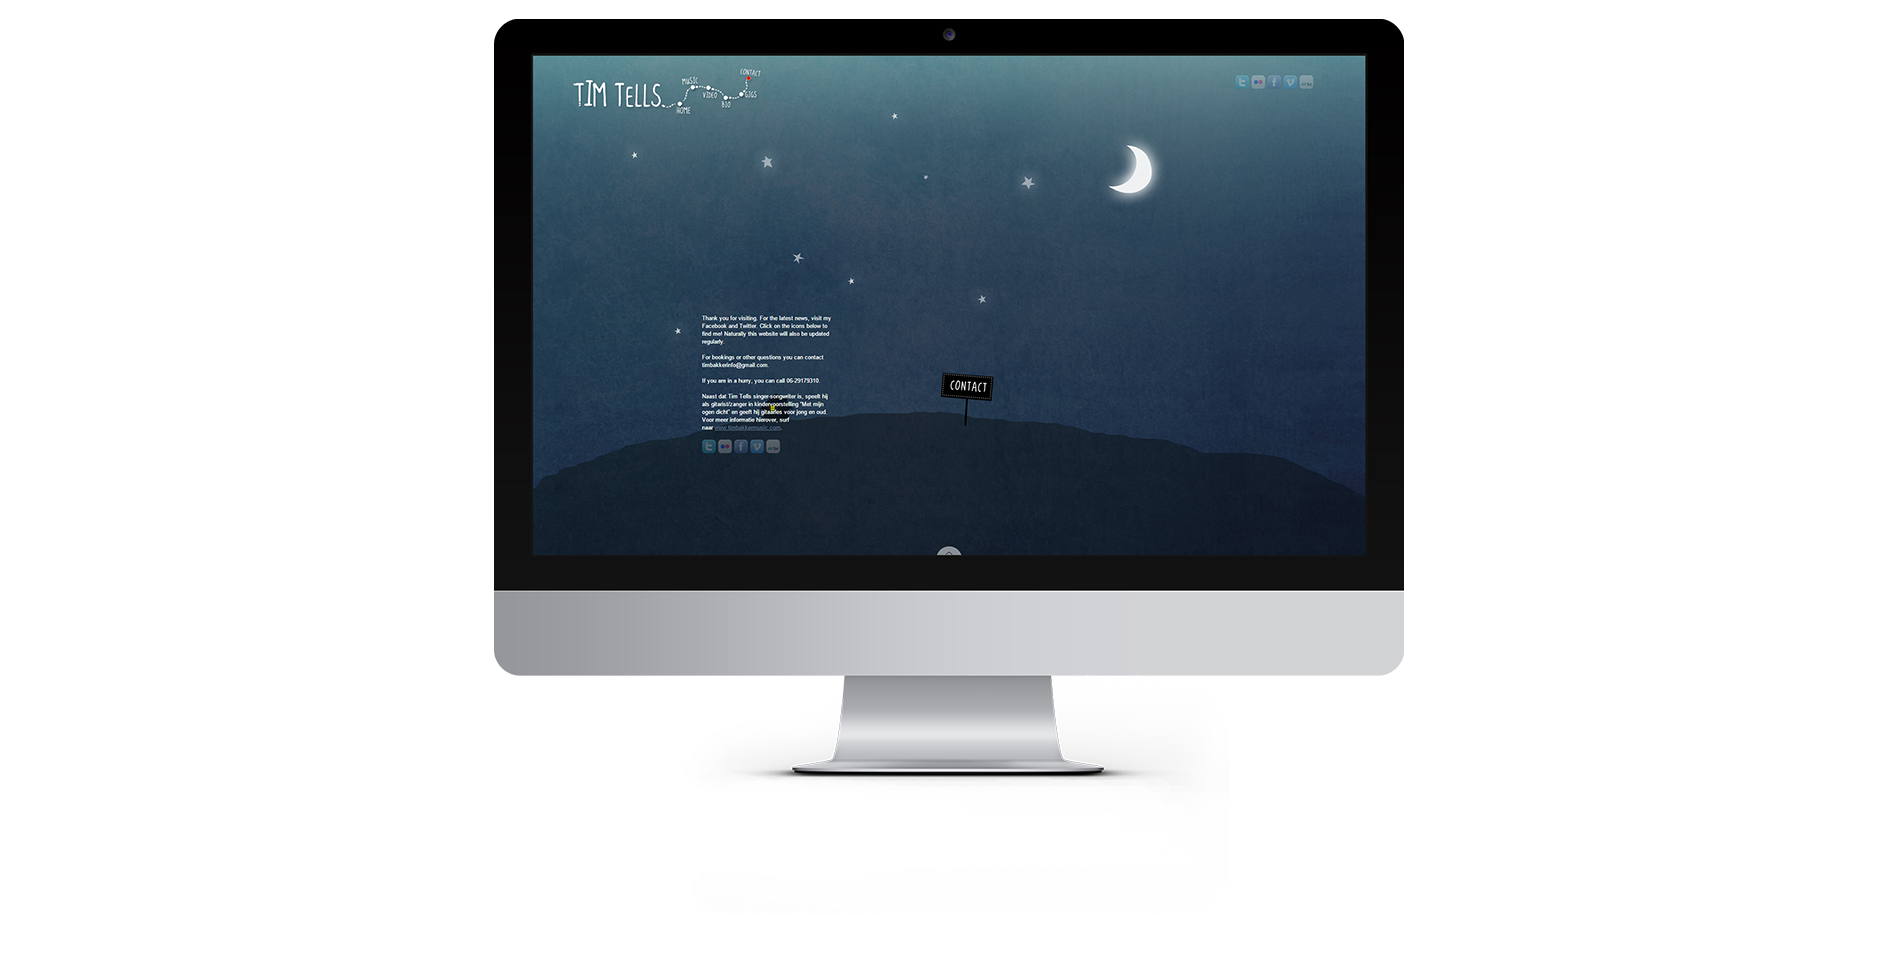 TIM TELLS
HOME
MUSIC
VIDEO
BIO
GIGS
CONTACT
Thank you for visiting. For the latest news, visit my
Facebook and Twitter. Click on the icons below to
find me! Naturally this website will also be updated
regularly.
For bookings or other questions you can contact
timbakkerinfo@gmail.com.
If you are in a hurry, you can call 06-29179310.
Naast dat Tim Tells singer-songwriter is, speelt hij
als gitarist/zanger in kindervoorstelling "Met mijn
ogen dicht" en geeft hij gitaarles voor jong en oud.
Voor meer informatie hierover, surf
naar www.timbakkermusic.com.
CONTACT